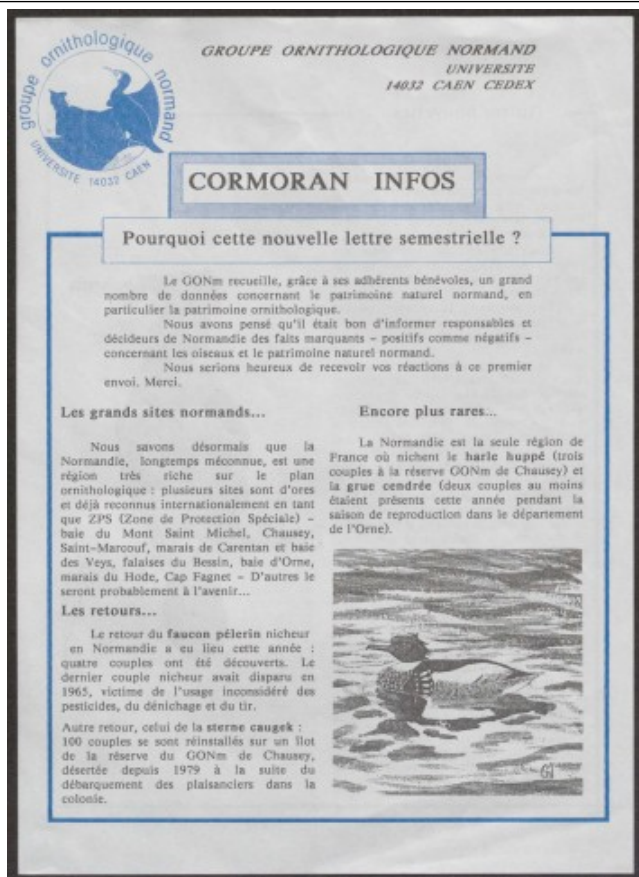 groupe ornithologique normand
UNIVERSITE 14032 CAEN
GROUPE ORNITHOLOGIQUE NORMAND
UNIVERSITE
14032 CAEN CEDEX
CORMORAN INFOS
Pourquoi cette nouvelle lettre semestrielle ?
Le GONm recueille, grâce à ses adhérents bénévoles, un grand
nombre de données concernant le patrimoine naturel normand, en
particulier la patrimoine ornithologique.
Nous avons pensé qu'il était bon d'informer responsables et
décideurs de Normandie des faits marquants - positifs comme négatifs -
concernant les oiseaux et le patrimoine naturel normand.
Nous serions heureux de recevoir vos réactions à ce premier
envoi. Merci.
Les grands sites normands...
Nous savons désormais que la
Normandie, longtemps méconnue, est une
région très riche sur le plan
ornithologique : plusieurs sites sont d'ores
et déjà reconnus internationalement en tant
que ZPS (Zone de Protection Spéciale) -
baie du Mont Saint Michel, Chausey,
Saint-Marcouf, marais de Carentan et baie
des Veys, falaises du Bessin, baie d'Orne,
marais du Hode, Cap Fagnet - D'autres le
seront probablement à l'avenir...
Les retours...
Le retour du faucon pélerin nicheur
en Normandie a eu lieu cette année :
quatre couples ont été découverts. Le
dernier couple nicheur avait disparu en
1965, victime de l'usage inconsidéré des
pesticides, du dénichage et du tir.
Autre retour, celui de la sterne caugek :
100 couples se sont réinstallés sur un îlot
de la réserve du GONm de Chausey,
désertée depuis 1979 à la suite du
débarquement des plaisanciers dans la
colonie.
Encore plus rares...
La Normandie est la seule région de
France où nichent le harle huppé (trois
couples à la réserve GONm de Chausey) et
la grue cendrée (deux couples au moins
étaient présents cette année pendant la
saison de reproduction dans le département
de l'Orne).